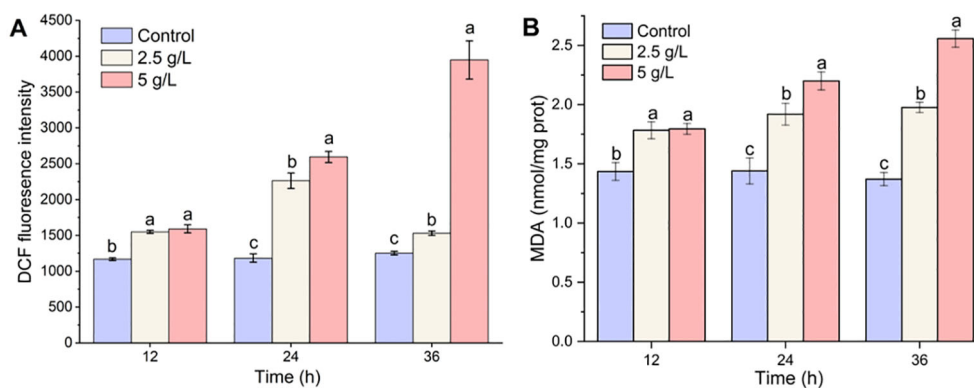 A
DCF fluoresence intensity
4500
4000
3500
3000
2500
2000
1500
1000
500
0
Control
2.5 g/L
5 g/L
b
a
a
c
b
a
c
b
a
12
24
36
Time (h)
B
MDA (nmol/mg prot)
2.5
2.0
1.5
1.0
0.5
0.0
Control
2.5 g/L
5 g/L
b
a
a
c
b
a
c
b
a
12
24
36
Time (h)